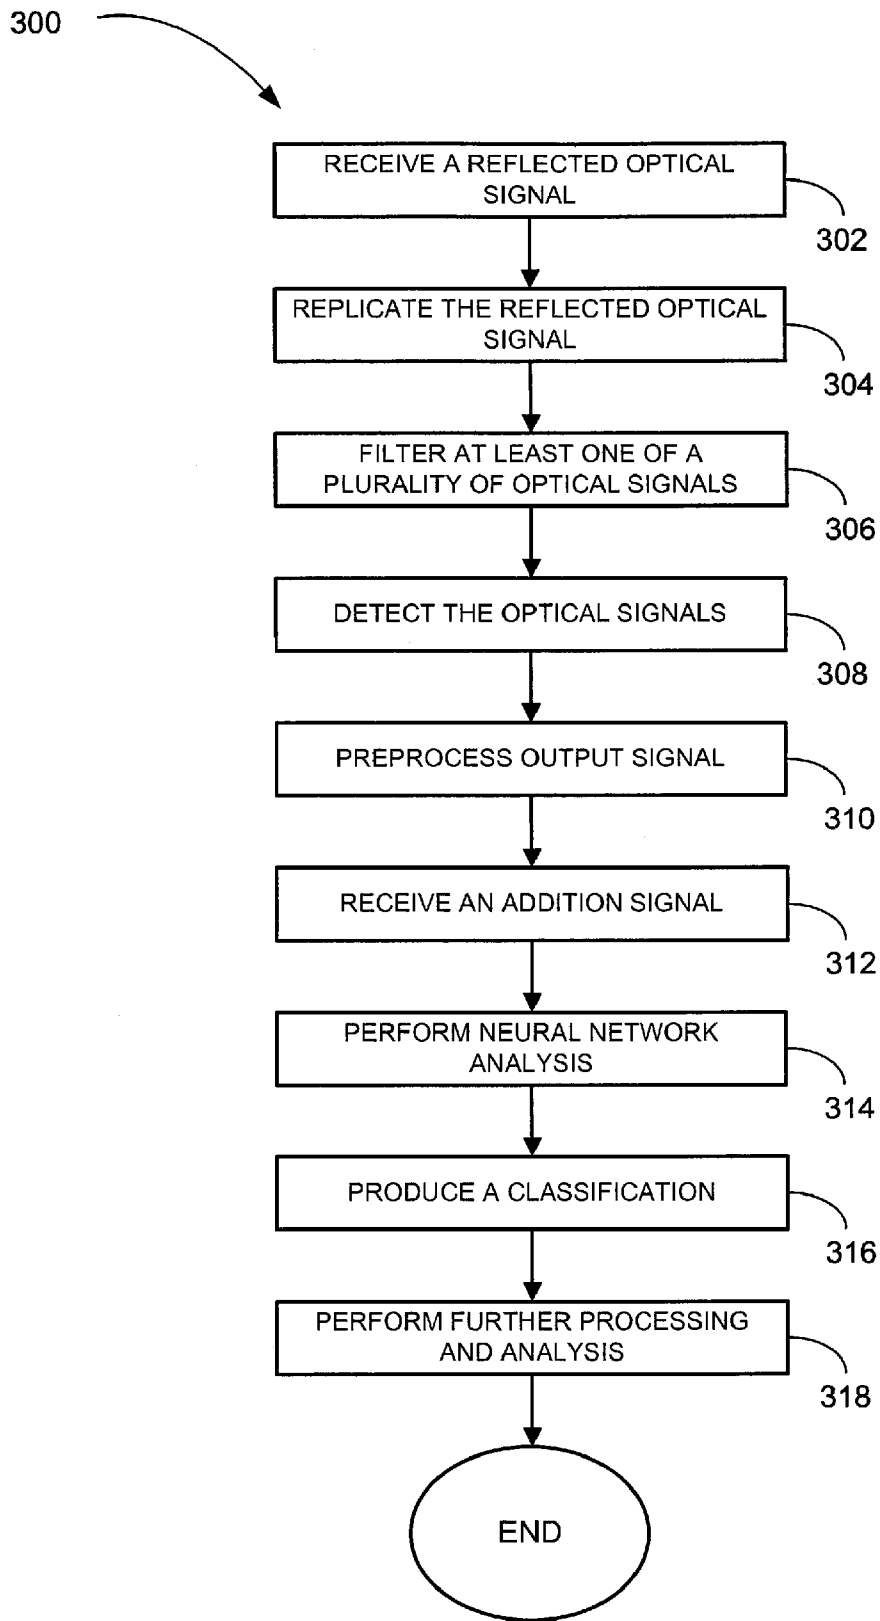 300
RECEIVE A REFLECTED OPTICAL
SIGNAL
302
REPLICATE THE REFLECTED OPTICAL
SIGNAL
304
FILTER AT LEAST ONE OF A
PLURALITY OF OPTICAL SIGNALS
306
DETECT THE OPTICAL SIGNALS
308
PREPROCESS OUTPUT SIGNAL
310
RECEIVE AN ADDITION SIGNAL
312
PERFORM NEURAL NETWORK
ANALYSIS
314
PRODUCE A CLASSIFICATION
316
PERFORM FURTHER PROCESSING
AND ANALYSIS
318
END